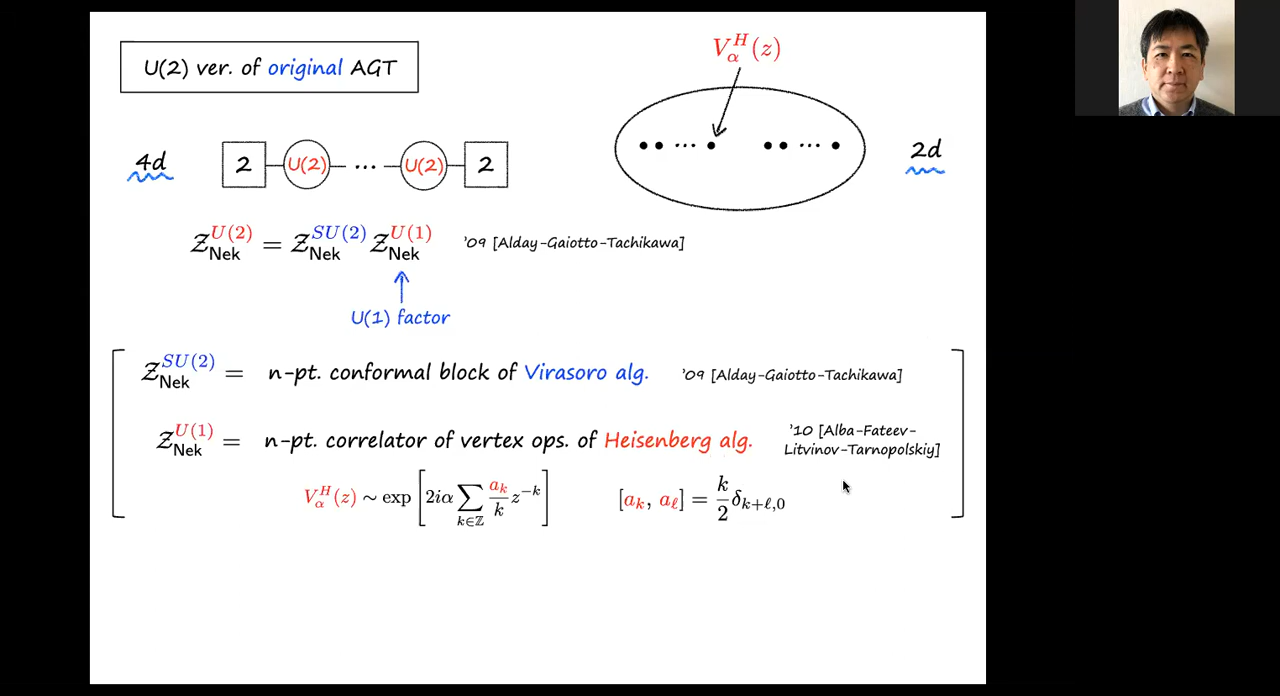 U(2) ver. of original AGT
V_α^H(z)
4d
2 U(2) ... U(2) 2
2d
Z_Nek^{U(2)} = Z_Nek^{SU(2)} Z_Nek^{U(1)} '09 [Alday-Gaiotto-Tachikawa]
U(1) factor
Z_Nek^{SU(2)} = n-pt. conformal block of Virasoro alg. '09 [Alday-Gaiotto-Tachikawa]
Z_Nek^{U(1)} = n-pt. correlator of vertex ops. of Heisenberg alg. '10 [Alba-Fateev-
Litvinov-Tarnopolskiy]
V_α^H(z) ~ exp[2iα ∑_{k∈ℤ} a_k/k z^{-k}] [a_k, a_ℓ] = k/2 δ_{k+ℓ,0}